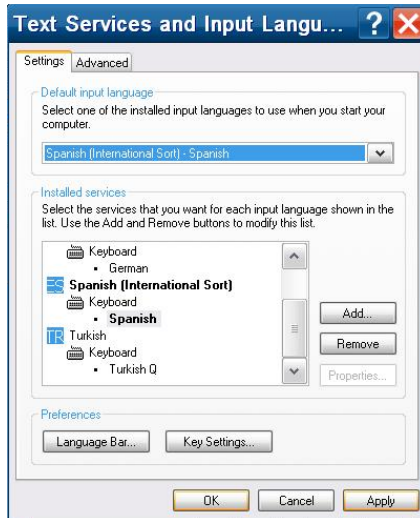 Text Services and Input Langu...
Settings Advanced
Default input language
Select one of the installed input languages to use when you start your
computer.
Spanish (International Sort) - Spanish
Installed services
Select the services that you want for each input language shown in the
list. Use the Add and Remove buttons to modify this list.
Keyboard
• German
ES Spanish (International Sort)
Keyboard
• Spanish
TR Turkish
Keyboard
• Turkish Q
Add...
Remove
Properties...
Preferences
Language Bar... Key Settings...
OK Cancel Apply